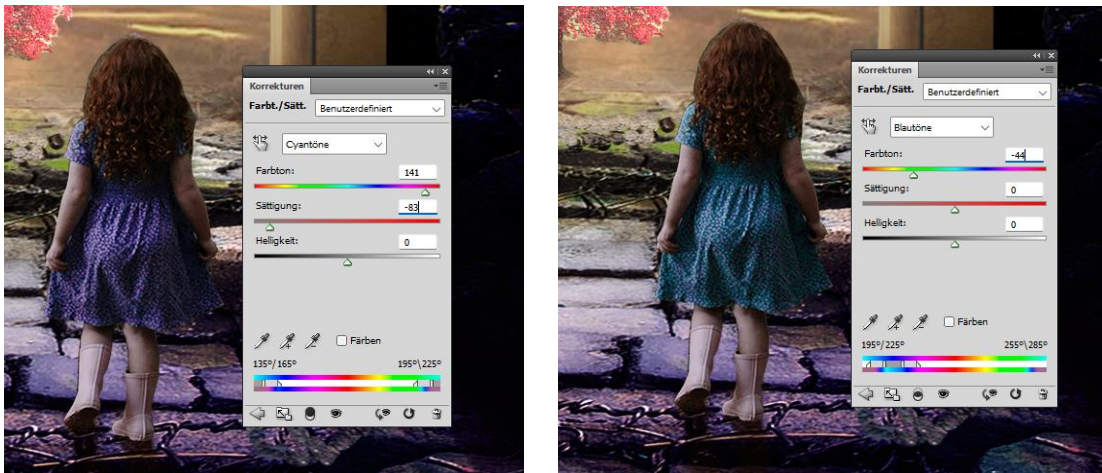 Korrekturen
Farbt./Sätt. Benutzerdefiniert
Cyantöne
Farbton: 141
Sättigung: -83
Helligkeit: 0
Färben
135°/165° 195°\225°
Korrekturen
Farbt./Sätt. Benutzerdefiniert
Blautöne
Farbton: -44
Sättigung: 0
Helligkeit: 0
Färben
195°/225° 255°\285°